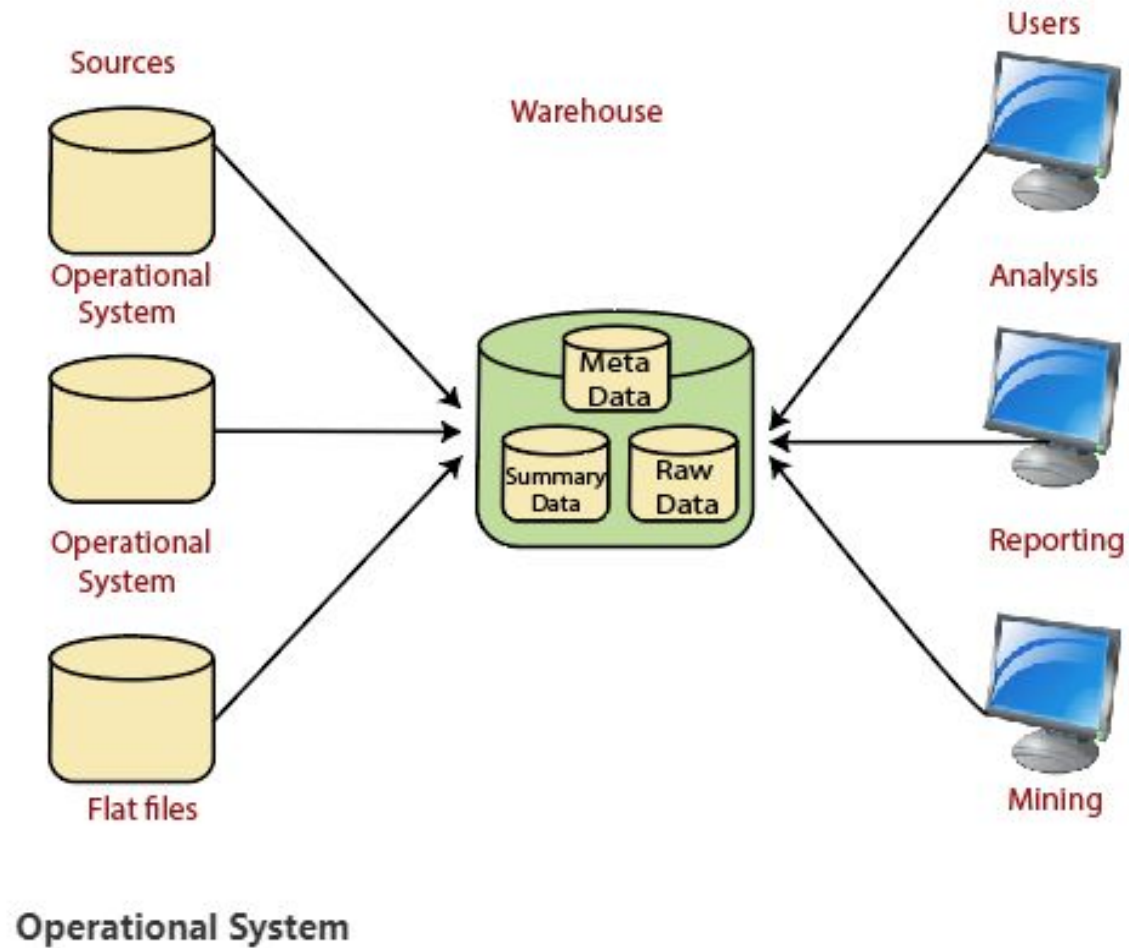 Sources
Warehouse
Users
Operational
System
Analysis
Meta
Data
Summary
Data
Raw
Data
Operational
System
Reporting
Flat files
Mining
Operational System